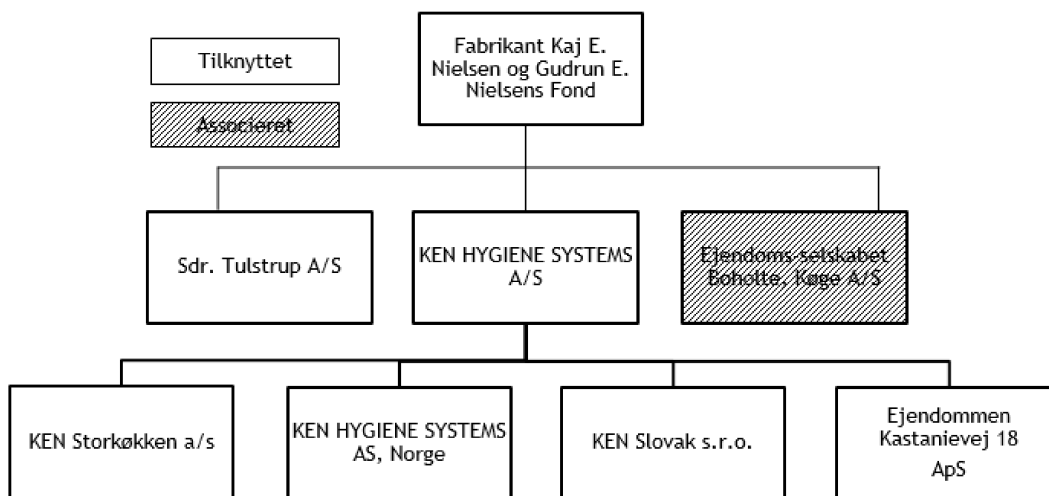 Tilknyttet
Associeret
Fabrikant Kaj E.
Nielsen og Gudrun E.
Nielsens Fond
Sdr. Tulstrup A/S
KEN HYGIENE SYSTEMS
A/S
Ejendoms-selskabet
Boholte, Køge A/S
KEN Storkøkken a/s
KEN HYGIENE SYSTEMS
AS, Norge
KEN Slovak s.r.o.
Ejendommen
Kastanievej 18
ApS